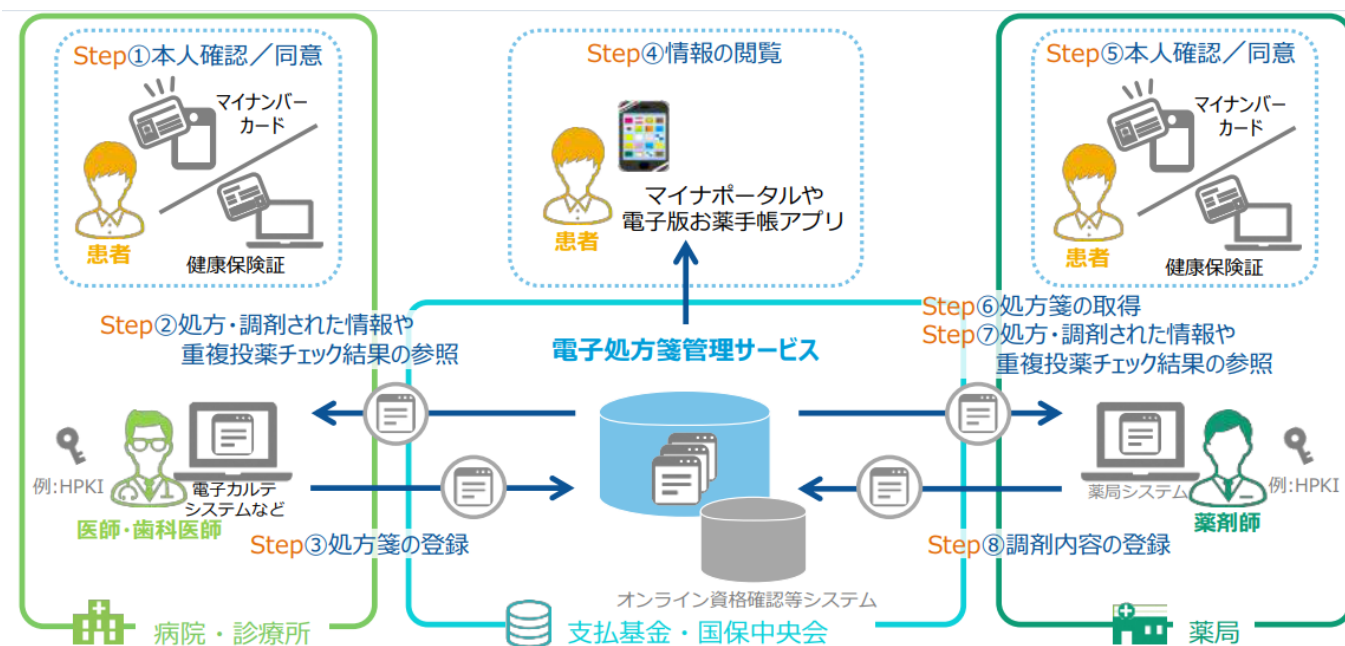 Step①本人確認／同意
マイナンバー
カード
患者
健康保険証
Step②処方・調剤された情報や
重複投薬チェック結果の参照
例:HPKI
電子カルテ
システムなど
医師・歯科医師
Step③処方箋の登録
病院・診療所
Step④情報の閲覧
マイナポータルや
電子版お薬手帳アプリ
患者
電子処方箋管理サービス
オンライン資格確認等システム
支払基金・国保中央会
Step⑤本人確認／同意
マイナンバー
カード
患者
健康保険証
Step⑥処方箋の取得
Step⑦処方・調剤された情報や
重複投薬チェック結果の参照
薬局システム
例:HPKI
薬剤師
Step⑧調剤内容の登録
薬局